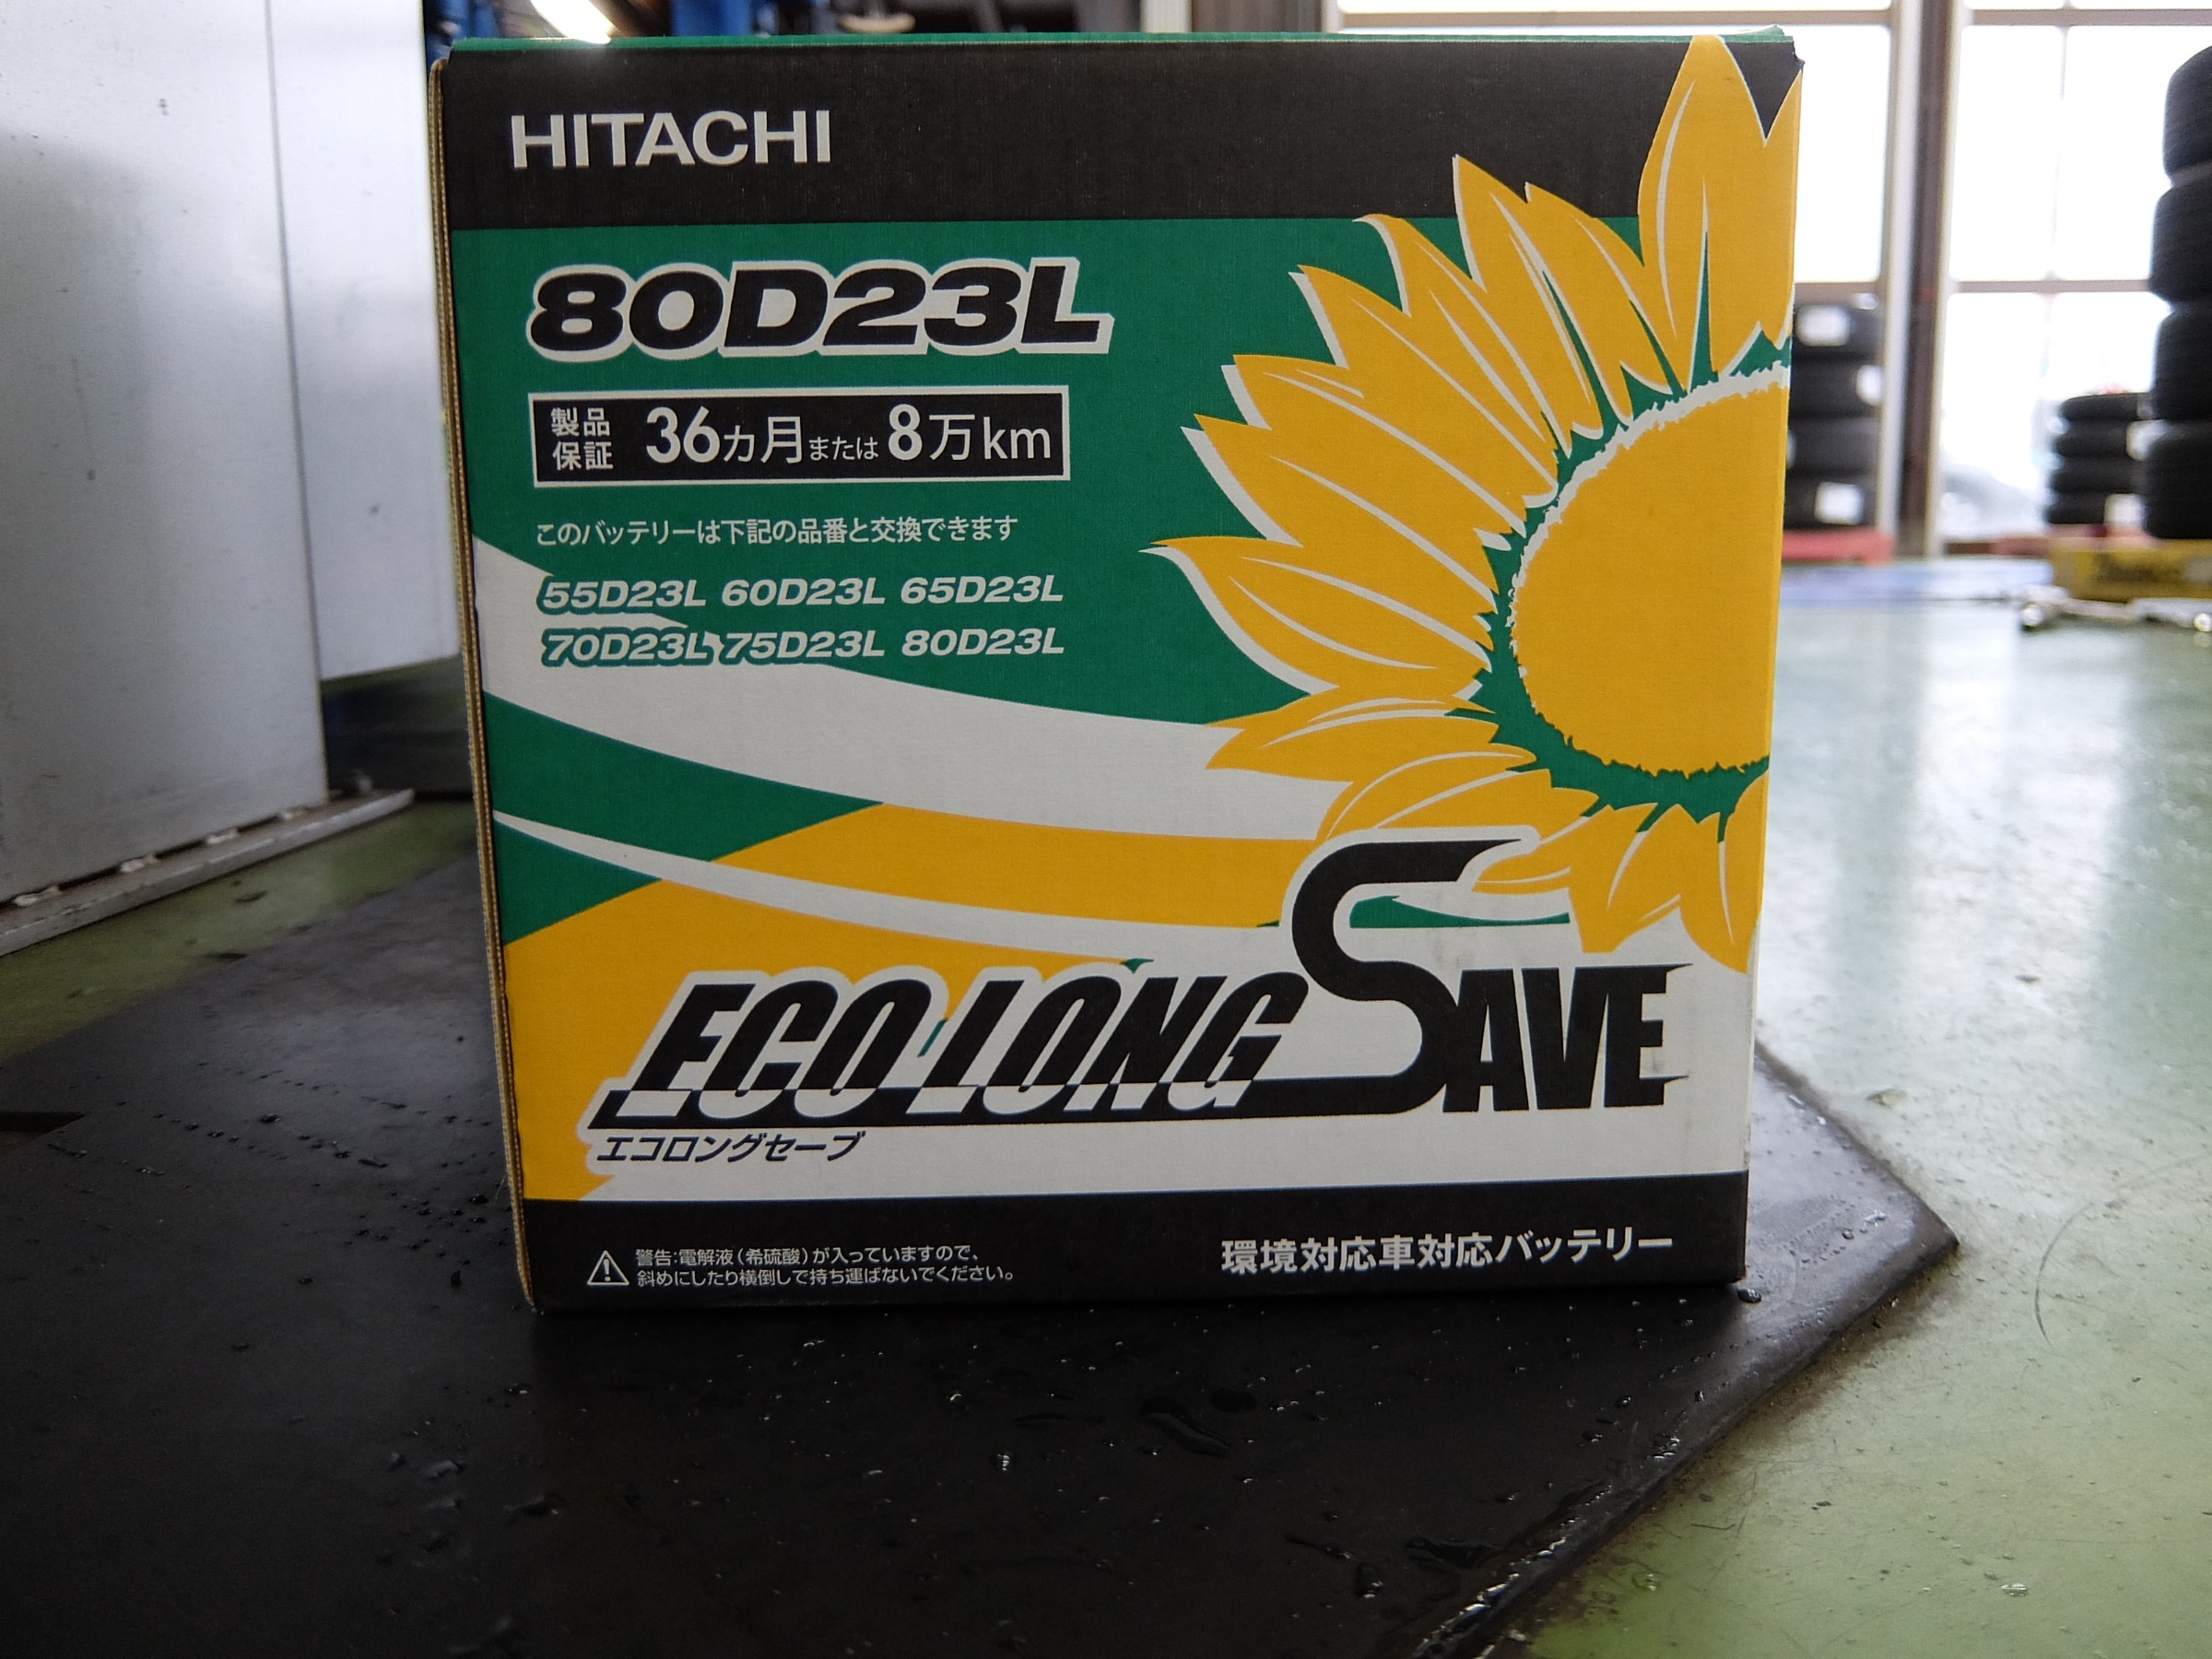 HITACHI
80D23L
製品保証 36カ月または8万km
このバッテリーは下記の品番と交換できます
55D23L 60D23L 65D23L
70D23L 75D23L 80D23L
ECO LONG SAVE
エコロングセーブ
警告:電解液(希硫酸)が入っていますので、
斜めにしたり横倒しで持ち運ばないでください。
環境対応車対応バッテリー